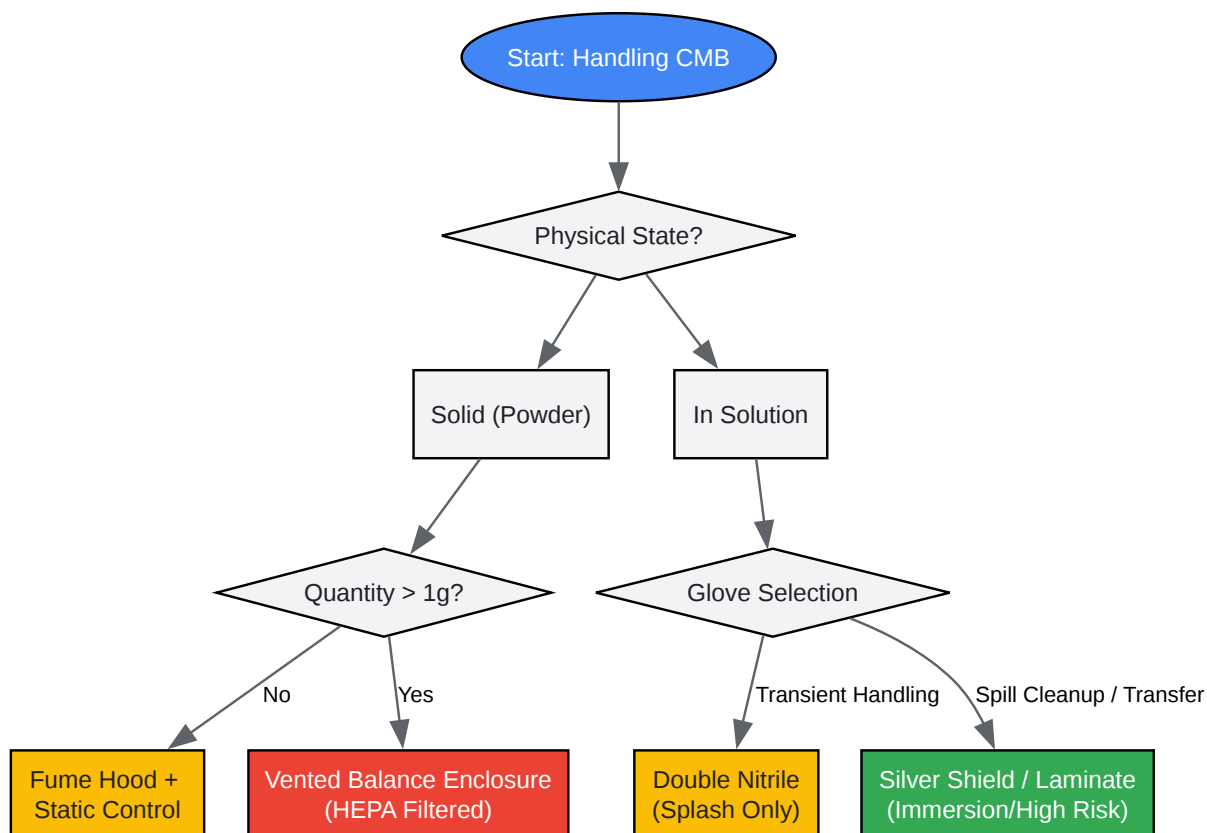 Start: Handling CMB
Physical State?
Solid (Powder)
In Solution
Quantity > 1g?
Glove Selection
No
Yes
Transient Handling
Spill Cleanup / Transfer
Fume Hood +
Static Control
Vented Balance Enclosure
(HEPA Filtered)
Double Nitrile
(Splash Only)
Silver Shield / Laminate
(Immersion/High Risk)